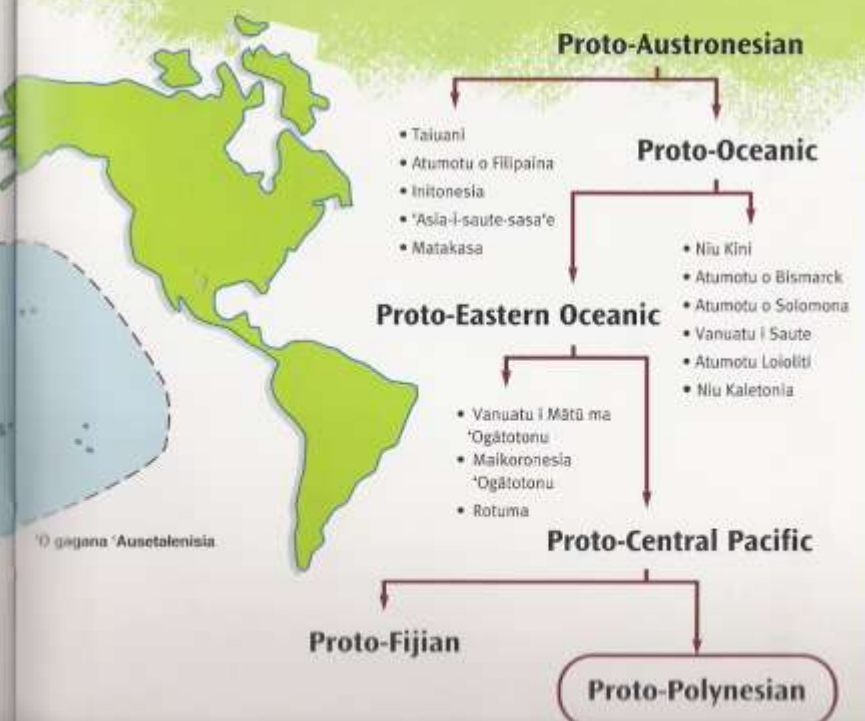 Proto-Austronesian
• Taiuani
• Atumotu o Filipaina
• Initonesia
• 'Asia-i-saute-sasa'e
• Matakasa
Proto-Oceanic
• Niu Kini
• Atumotu o Bismarck
• Atumotu o Solomona
• Vanuatu i Saute
• Atumotu Loioliti
• Niu Kaletonia
Proto-Eastern Oceanic
• Vanuatu i Mātū ma
'Ogātotonu
• Maikoronesia
'Ogātotonu
• Rotuma
'O gagana 'Ausetalenisia
Proto-Central Pacific
Proto-Fijian
Proto-Polynesian